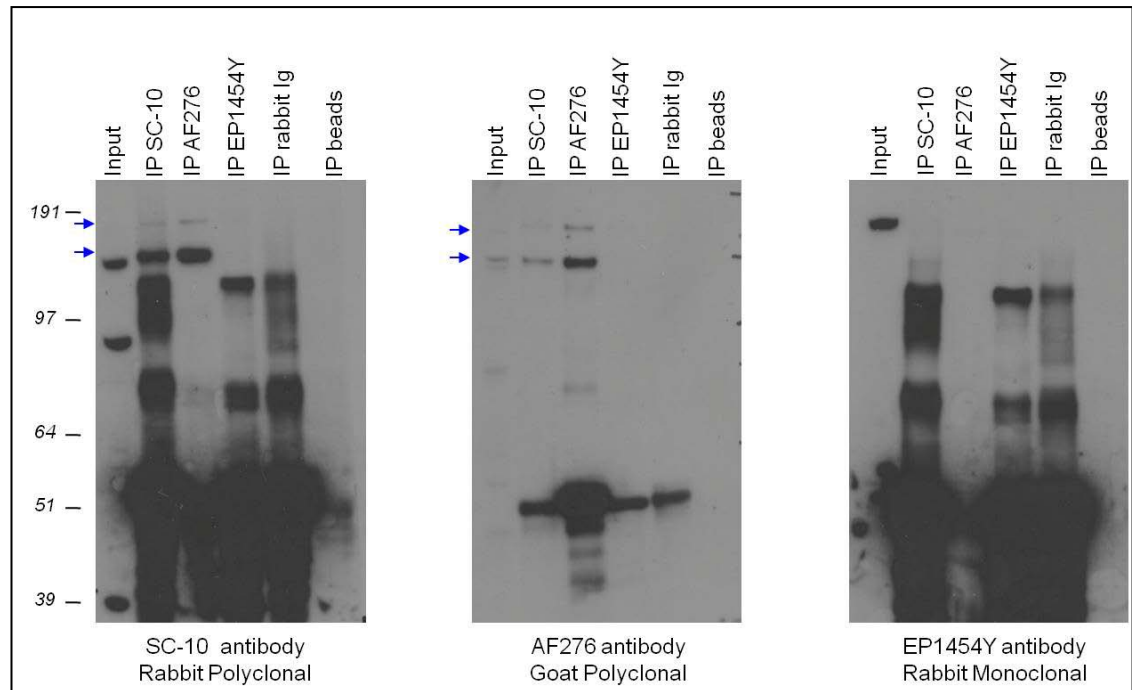 Input
IP SC-10
IP AF276
IP EP1454Y
IP rabbit Ig
IP beads
Input
IP SC-10
IP AF276
IP EP1454Y
IP rabbit Ig
IP beads
Input
IP SC-10
IP AF276
IP EP1454Y
IP rabbit Ig
IP beads
191
97
64
51
39
SC-10 antibody
Rabbit Polyclonal
AF276 antibody
Goat Polyclonal
EP1454Y antibody
Rabbit Monoclonal